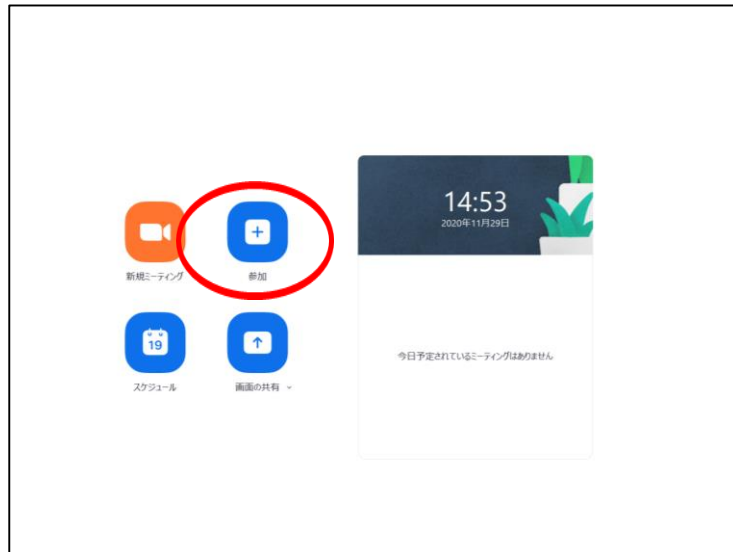 14:53
2020年11月29日
新規ミーティング
参加
19
スケジュール
画面の共有
今日予定されているミーティングはありません